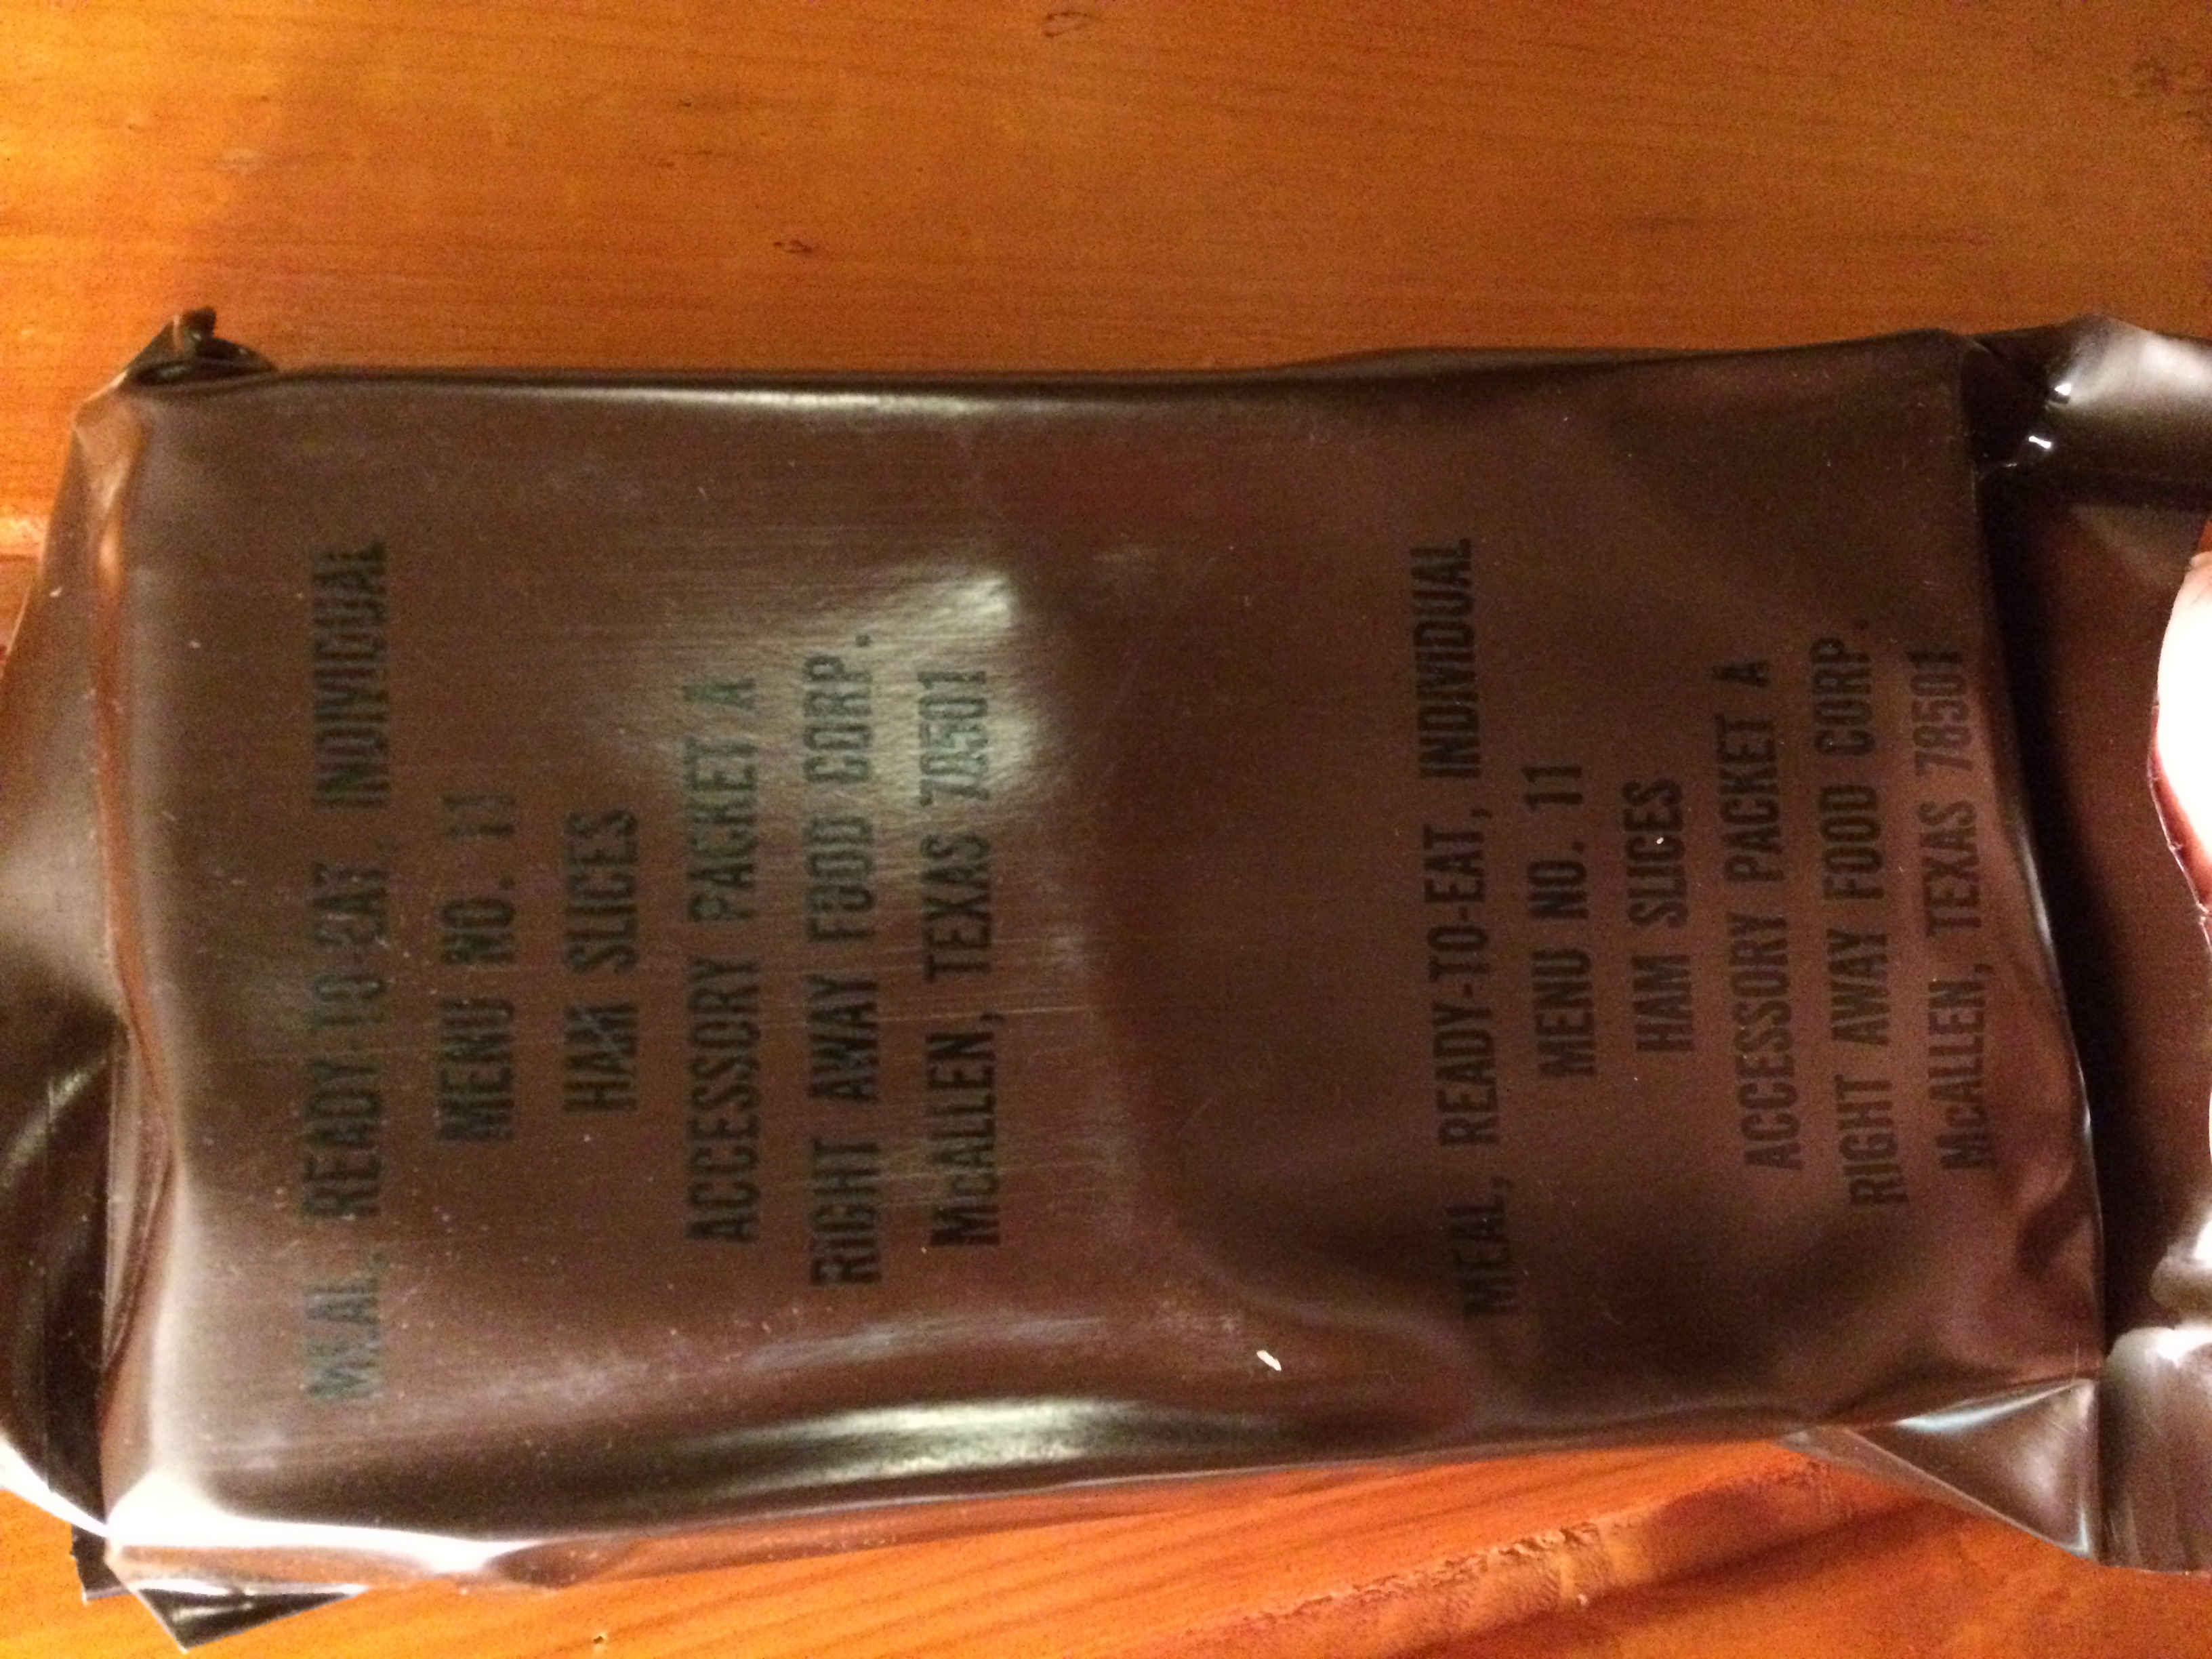 MEAL, READY-TO-EAT, INDIVIDUAL
MENU NO. 11
HAM SLICES
ACCESSORY PACKET A
RIGHT AWAY FOOD CORP.
McALLEN, TEXAS 78501
MEAL, READY-TO-EAT, INDIVIDUAL
MENU NO. 11
HAM SLICES
ACCESSORY PACKET A
RIGHT AWAY FOOD CORP.
McALLEN, TEXAS 78501